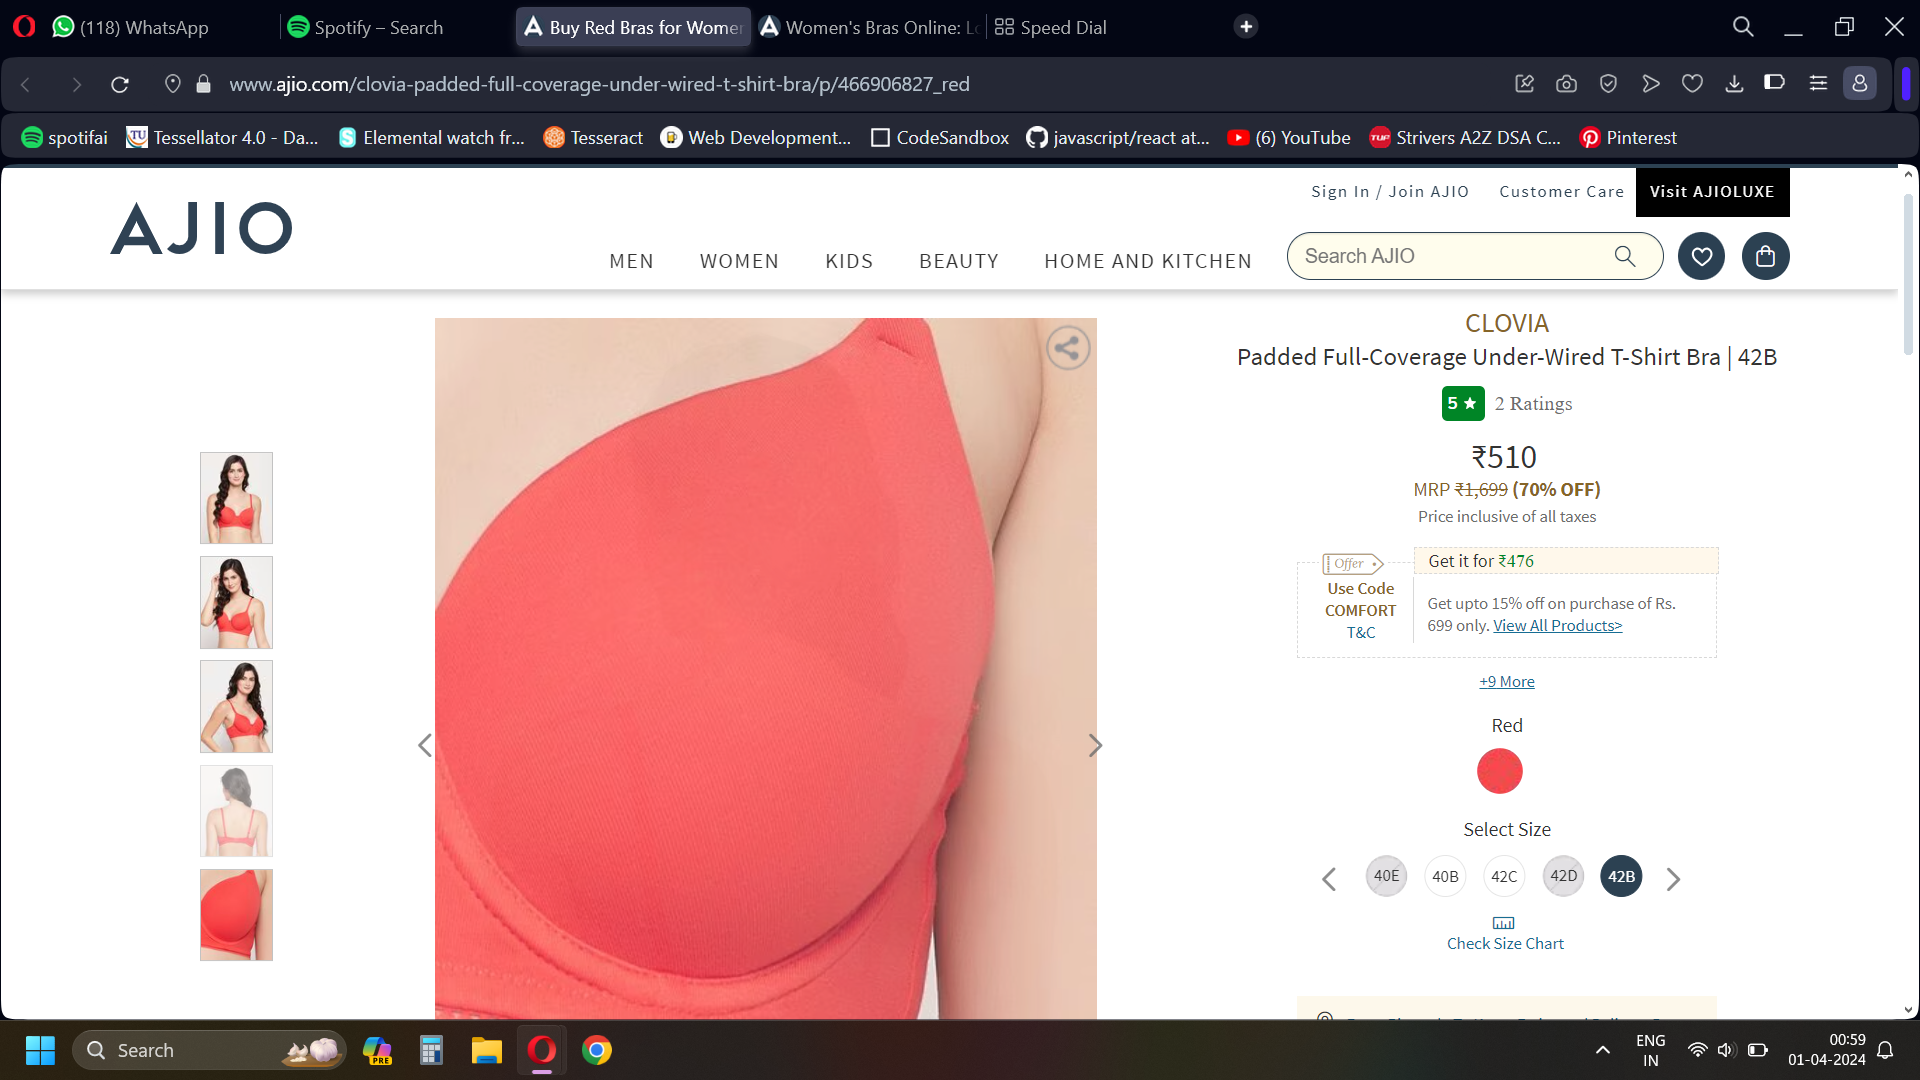 (118) WhatsApp
Spotify – Search
Buy Red Bras for Women
Women's Bras Online: Lo
Speed Dial
www.ajio.com/clovia-padded-full-coverage-under-wired-t-shirt-bra/p/466906827_red
spotifai
Tessellator 4.0 - Da...
Elemental watch fr...
Tesseract
Web Development...
CodeSandbox
javascript/react at...
(6) YouTube
Strivers A2Z DSA C...
Pinterest
Sign In / Join AJIO
Customer Care
Visit AJIOLUXE
AJIO
MEN
WOMEN
KIDS
BEAUTY
HOME AND KITCHEN
Search AJIO
CLOVIA
Padded Full-Coverage Under-Wired T-Shirt Bra | 42B
5 ★
2 Ratings
₹510
MRP ₹1,699 (70% OFF)
Price inclusive of all taxes
Offer
Get it for ₹476
Use Code
COMFORT
T&C
Get upto 15% off on purchase of Rs.
699 only. View All Products>
+9 More
Red
Select Size
40E
40B
42C
42D
42B
Check Size Chart
Search
PRE
ENG
IN
00:59
01-04-2024